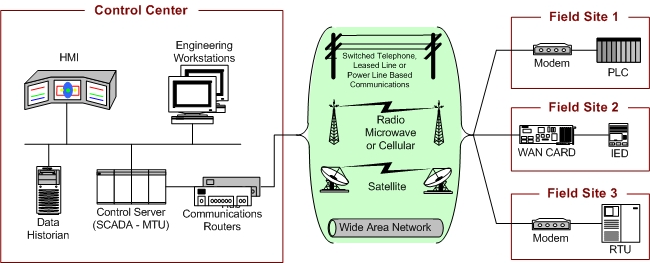 Control Center
HMI
Engineering
Workstations
Data
Historian
Control Server
(SCADA - MTU)
Communications
Routers
Switched Telephone,
Leased Line or
Power Line Based
Communications
Radio
Microwave
or Cellular
Satellite
Wide Area Network
Field Site 1
Modem
PLC
Field Site 2
WAN CARD
IED
Field Site 3
Modem
RTU